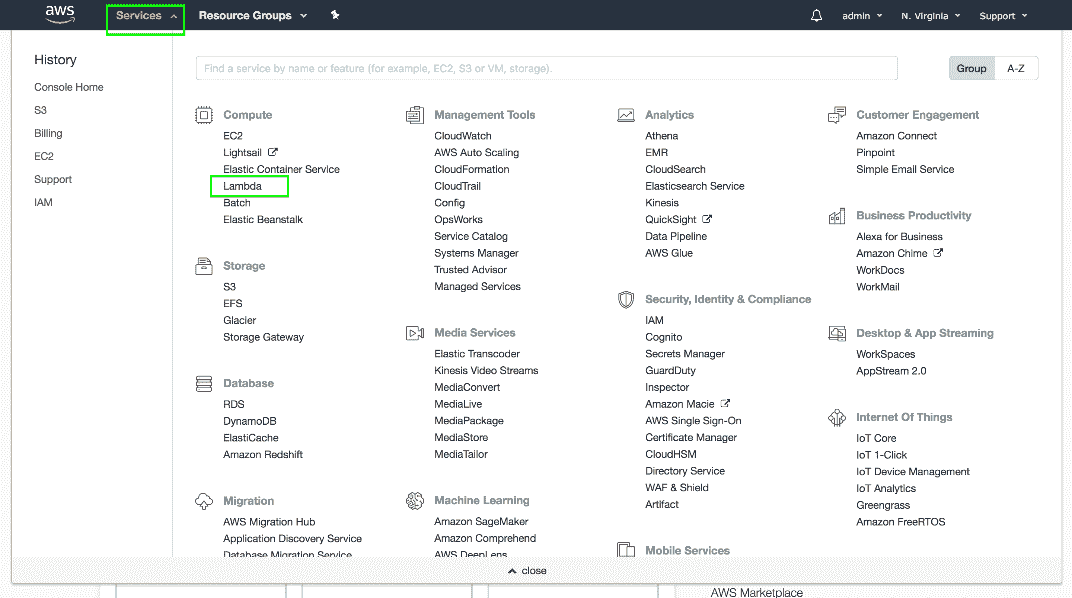 aws
Services
Resource Groups
admin
N. Virginia
Support
History
Console Home
S3
Billing
EC2
Support
IAM
Find a service by name or feature (for example, EC2, S3 or VM, storage).
Group
A-Z
Compute
EC2
Lightsail
Elastic Container Service
Lambda
Batch
Elastic Beanstalk
Storage
S3
EFS
Glacier
Storage Gateway
Database
RDS
DynamoDB
ElastiCache
Amazon Redshift
Migration
AWS Migration Hub
Application Discovery Service
Database Migration Service
Management Tools
CloudWatch
AWS Auto Scaling
CloudFormation
CloudTrail
Config
OpsWorks
Service Catalog
Systems Manager
Trusted Advisor
Managed Services
Media Services
Elastic Transcoder
Kinesis Video Streams
MediaConvert
MediaLive
MediaPackage
MediaStore
MediaTailor
Machine Learning
Amazon SageMaker
Amazon Comprehend
AWS DeepLens
Analytics
Athena
EMR
CloudSearch
Elasticsearch Service
Kinesis
QuickSight
Data Pipeline
AWS Glue
Security, Identity & Compliance
IAM
Cognito
Secrets Manager
GuardDuty
Inspector
Amazon Macie
AWS Single Sign-On
Certificate Manager
CloudHSM
Directory Service
WAF & Shield
Artifact
Mobile Services
Customer Engagement
Amazon Connect
Pinpoint
Simple Email Service
Business Productivity
Alexa for Business
Amazon Chime
WorkDocs
WorkMail
Desktop & App Streaming
WorkSpaces
AppStream 2.0
Internet Of Things
IoT Core
IoT 1-Click
IoT Device Management
IoT Analytics
Greengrass
Amazon FreeRTOS
close
AWS Marketplace